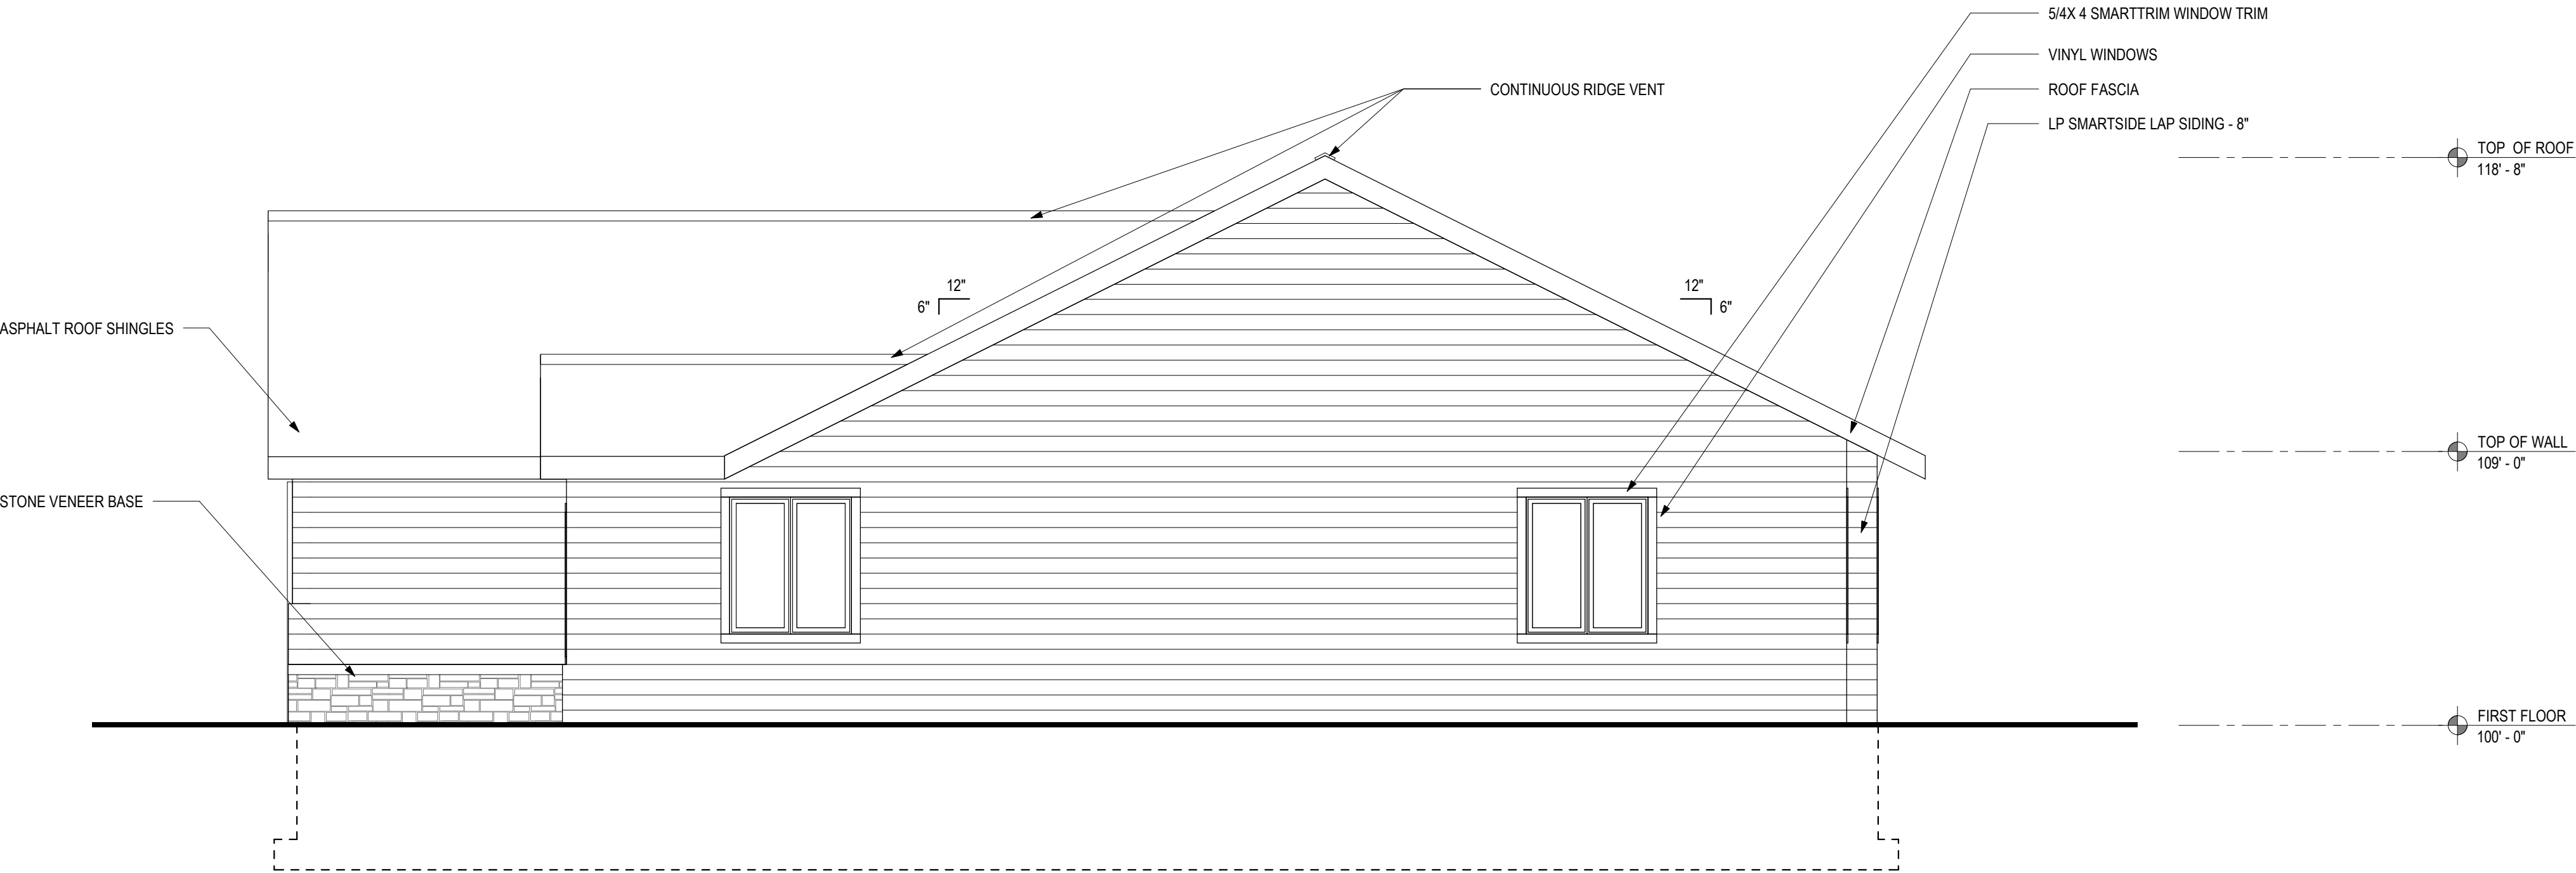 5/4X 4 SMARTTRIM WINDOW TRIM
VINYL WINDOWS
CONTINUOUS RIDGE VENT
ROOF FASCIA
LP SMARTSIDE LAP SIDING - 8"
TOP OF ROOF
118' - 8"
12"
6"
12"
6"
ASPHALT ROOF SHINGLES
TOP OF WALL
109' - 0"
STONE VENEER BASE
FIRST FLOOR
100' - 0"